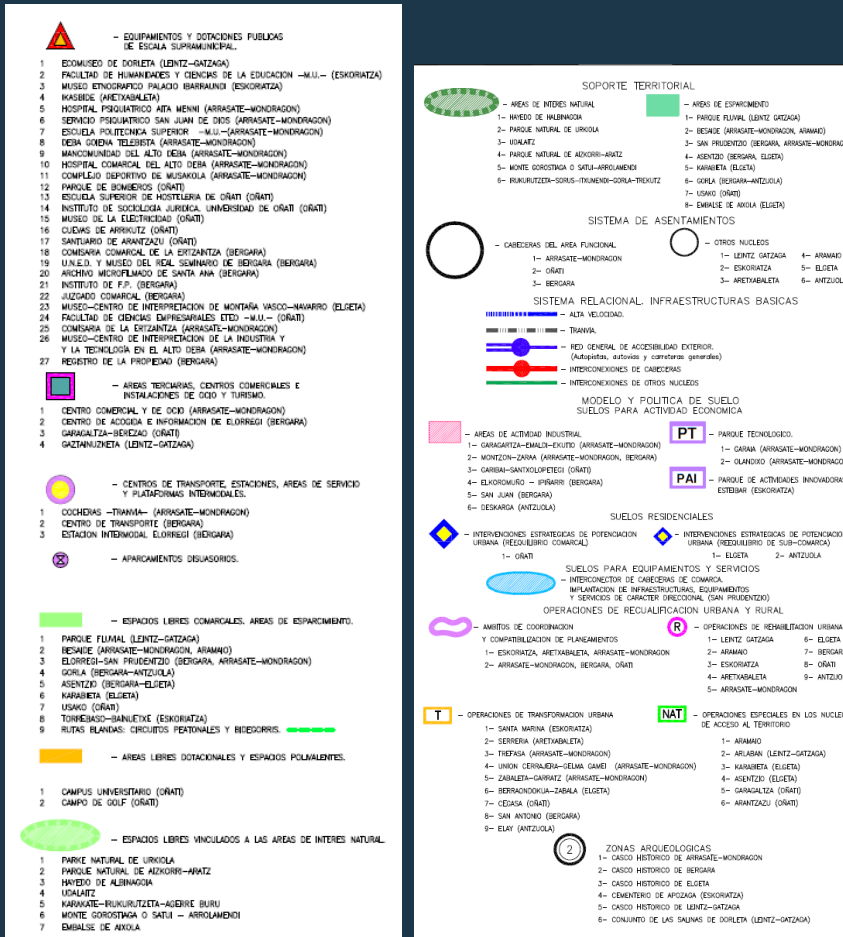 – EQUIPAMIENTOS Y DOTACIONES PUBLICAS
DE ESCALA SUPRAMUNICIPAL.
1 ECOMUSEO DE DORLETA (LEINTZ–GATZAGA)
2 FACULTAD DE HUMANIDADES Y CIENCIAS DE LA EDUCACION –M.U.– (ESKORIATZA)
3 MUSEO ETNOGRAFICO PALACIO IBARRAUNDI (ESKORIATZA)
4 IKASBIDE (ARETXABALETA)
5 HOSPITAL PSIQUIATRICO AITA MENNI (ARRASATE–MONDRAGON)
6 SERVICIO PSIQUIATRICO SAN JUAN DE DIOS (ARRASATE–MONDRAGON)
7 ESCUELA POLITECNICA SUPERIOR –M.U.–(ARRASATE–MONDRAGON)
8 DEBA GOIENA TELEBISTA (ARRASATE–MONDRAGON)
9 MANCOMUNIDAD DEL ALTO DEBA (ARRASATE–MONDRAGON)
10 HOSPITAL COMARCAL DEL ALTO DEBA (ARRASATE–MONDRAGON)
11 COMPLEJO DEPORTIVO DE MUSAKOLA (ARRASATE–MONDRAGON)
12 PARQUE DE BOMBEROS (OÑATI)
13 ESCUELA SUPERIOR DE HOSTELERIA DE OÑATI (OÑATI)
14 INSTITUTO DE SOCIOLOGIA JURIDICA. UNIVERSIDAD DE OÑATI (OÑATI)
15 MUSEO DE LA ELECTRICIDAD (OÑATI)
16 CUEVAS DE ARRIKUTZ (OÑATI)
17 SANTUARIO DE ARANTZAZU (OÑATI)
18 COMISARIA COMARCAL DE LA ERTZAINTZA (BERGARA)
19 U.N.E.D. Y MUSEO DEL REAL SEMINARIO DE BERGARA (BERGARA)
20 ARCHIVO MICROFILMADO DE SANTA ANA (BERGARA)
21 INSTITUTO DE F.P. (BERGARA)
22 JUZGADO COMARCAL (BERGARA)
23 MUSEO–CENTRO DE INTERPRETACION DE MONTAÑA VASCO–NAVARRO (ELGETA)
24 FACULTAD DE CIENCIAS EMPRESARIALES ETEO –M.U.– (OÑATI)
25 COMISARIA DE LA ERTZAINTZA (ARRASATE–MONDRAGON)
26 MUSEO–CENTRO DE INTERPRETACION DE LA INDUSTRIA Y
Y LA TECNOLOGÍA EN EL ALTO DEBA (ARRASATE–MONDRAGON)
27 REGISTRO DE LA PROPIEDAD (BERGARA)
– AREAS TERCIARIAS, CENTROS COMERCIALES E
INSTALACIONES DE OCIO Y TURISMO.
1 CENTRO COMERCIAL Y DE OCIO (ARRASATE–MONDRAGON)
2 CENTRO DE ACOGIDA E INFORMACION DE ELORREGI (BERGARA)
3 GARAGALTZA–BEREZAO (OÑATI)
4 GAZTAINUZKETA (LEINTZ–GATZAGA)
– CENTROS DE TRANSPORTE, ESTACIONES, AREAS DE SERVICIO
Y PLATAFORMAS INTERMODALES.
1 COCHERAS –TRANVIA– (ARRASATE–MONDRAGON)
2 CENTRO DE TRANSPORTE (BERGARA)
3 ESTACION INTERMODAL ELORREGI (BERGARA)
– APARCAMIENTOS DISUASORIOS.
– ESPACIOS LIBRES COMARCALES. AREAS DE ESPARCIMENTO.
1 PARQUE FLUVIAL (LEINTZ–GATZAGA)
2 BESAIDE (ARRASATE–MONDRAGON, ARAMAIO)
3 ELORREGI–SAN PRUDENTZIO (BERGARA, ARRASATE–MONDRAGON)
4 GORLA (BERGARA–ANTZUOLA)
5 ASENTZIO (BERGARA–ELGETA)
6 KARABIETA (ELGETA)
7 USAKO (OÑATI)
8 TORREBASO–BAINUETXE (ESKORIATZA)
9 RUTAS BLANDAS: CIRCUITOS PEATONALES Y BIDEGORRIS.
– AREAS LIBRES DOTACIONALES Y ESPACIOS POLIVALENTES.
1 CAMPUS UNIVERSITARIO (OÑATI)
2 CAMPO DE GOLF (OÑATI)
– ESPACIOS LIBRES VINCULADOS A LAS AREAS DE INTERES NATURAL.
1 PARKE NATURAL DE URKIOLA
2 PARQUE NATURAL DE AIZKORRI–ARATZ
3 HAYEDO DE ALBINAGOIA
4 UDALAITZ
5 KARAKATE–IRUKURUTZETA–AGERRE BURU
6 MONTE GOROSTIAGA O SATUI – ARROLAMENDI
7 EMBALSE DE AIXOLA
SOPORTE TERRITORIAL
– AREAS DE INTERES NATURAL
1– HAYEDO DE HALBINAGOIA
2– PARQUE NATURAL DE URKIOLA
3– UDALAITZ
4– PARQUE NATURAL DE AIZKORRI–ARATZ
5– MONTE GOROSTIAGA O SATUI–ARROLAMENDI
6– IRUKURUTZETA–SORUS–ITXUMENDI–GORLA–TREKUTZ
– AREAS DE ESPARCIMENTO
1– PARQUE FLUVIAL (LEINTZ GATZAGA)
2– BESAIDE (ARRASATE–MONDRAGON, ARAMAIO)
3– SAN PRUDENTZIO (BERGARA, ARRASATE–MONDRAG
4– ASENTZIO (BERGARA, ELGETA)
5– KARABIETA (ELGETA)
6– GORLA (BERGARA–ANTZUOLA)
7– USAKO (OÑATI)
8– EMBALSE DE AIXOLA (ELGETA)
SISTEMA DE ASENTAMIENTOS
– CABECERAS DEL AREA FUNCIONAL
1– ARRASATE–MONDRAGON
2– OÑATI
3– BERGARA
– OTROS NUCLEOS
1– LEINTZ GATZAGA 4– ARAMAIO
2– ESKORIATZA 5– ELGETA
3– ARETXABALETA 6– ANTZUOL
SISTEMA RELACIONAL. INFRAESTRUCTURAS BASICAS
– ALTA VELOCIDAD.
– TRANVIA.
– RED GENERAL DE ACCESIBILIDAD EXTERIOR.
(Autopistas, autovias y carreteras generales)
– INTERCONEXIONES DE CABECERAS
– INTERCONEXIONES DE OTROS NUCLEOS
MODELO Y POLITICA DE SUELO
SUELOS PARA ACTIVIDAD ECONOMICA
– AREAS DE ACTIVIDAD INDUSTRIAL
1– GARAGARTZA–EMALDI–EKUTIO (ARRASATE–MONDRAGON)
2– MONTZON–ZARAA (ARRASATE–MONDRAGON, BERGARA)
3– CARIBAI–SANTXOLOPETEGI (OÑATI)
4– ELKOROMUÑO – IPIÑARRI (BERGARA)
5– SAN JUAN (BERGARA)
6– DESKARGA (ANTZUOLA)
PT – PARQUE TECNOLOGICO.
1– GARAIA (ARRASATE–MONDRAGON)
2– OLANDIXO (ARRASATE–MONDRAGO
PAI – PARQUE DE ACTIVIDADES INNOVADORA
ESTEIBAR (ESKORIATZA)
SUELOS RESIDENCIALES
– INTERVENCIONES ESTRATEGICAS DE POTENCIACION
URBANA (REEQUILIBRIO COMARCAL)
1– OÑATI
– INTERVENCIONES ESTRATEGICAS DE POTENCIACIO
URBANA (REEQUILIBRIO DE SUB–COMARCA)
1– ELGETA 2– ANTZUOLA
SUELOS PARA EQUIPAMIENTOS Y SERVICIOS
– INTERCONECTOR DE CABECERAS DE COMARCA.
IMPLANTACION DE INFRAESTRUCTURAS, EQUIPAMIENTOS
Y SERVICIOS DE CARACTER DIRECCIONAL (SAN PRUDENTZIO)
OPERACIONES DE RECUALIFICACION URBANA Y RURAL
– AMBITOS DE COORDINACION
Y COMPATIBILIZACION DE PLANEAMIENTOS
1– ESKORIATZA, ARETXABALETA, ARRASATE–MONDRAGON
2– ARRASATE–MONDRAGON, BERGARA, OÑATI
R – OPERACIONES DE REHABILITACION URBANA
1– LEINTZ GATZAGA 6– ELGETA
2– ARAMAIO 7– BERGAR
3– ESKORIATZA 8– OÑATI
4– ARETXABALETA 9– ANTZUO
5– ARRASATE–MONDRAGON
T – OPERACIONES DE TRANSFORMACION URBANA
1– SANTA MARINA (ESKORIATZA)
2– SERRERIA (ARETXABALETA)
3– TREFASA (ARRASATE–MONDRAGON)
4– UNION CERRAJERA–GELMA GAMEI (ARRASATE–MONDRAGON)
5– ZABALETA–GARRATZ (ARRASATE–MONDRAGON)
6– BERRAONDOKUA–ZABALA (ELGETA)
7– CEGASA (OÑATI)
8– SAN ANTONIO (BERGARA)
9– ELAY (ANTZUOLA)
NAT – OPERACIONES ESPECIALES EN LOS NUCLE
DE ACCESO AL TERRITORIO
1– ARAMAIO
2– ARLABAN (LEINTZ–GATZAGA)
3– KARABIETA (ELGETA)
4– ASENTZIO (ELGETA)
5– GARAGALTZA (OÑATI)
6– ARANTZAZU (OÑATI)
2 ZONAS ARQUEOLOGICAS
1– CASCO HISTORICO DE ARRASATE–MONDRAGON
2– CASCO HISTORICO DE BERGARA
3– CASCO HISTORICO DE ELGETA
4– CEMENTERIO DE APOZAGA (ESKORIATZA)
5– CASCO HISTORICO DE LEINTZ–GATZAGA
6– CONJUNTO DE LAS SALINAS DE DORLETA (LEINTZ–GATZAGA)